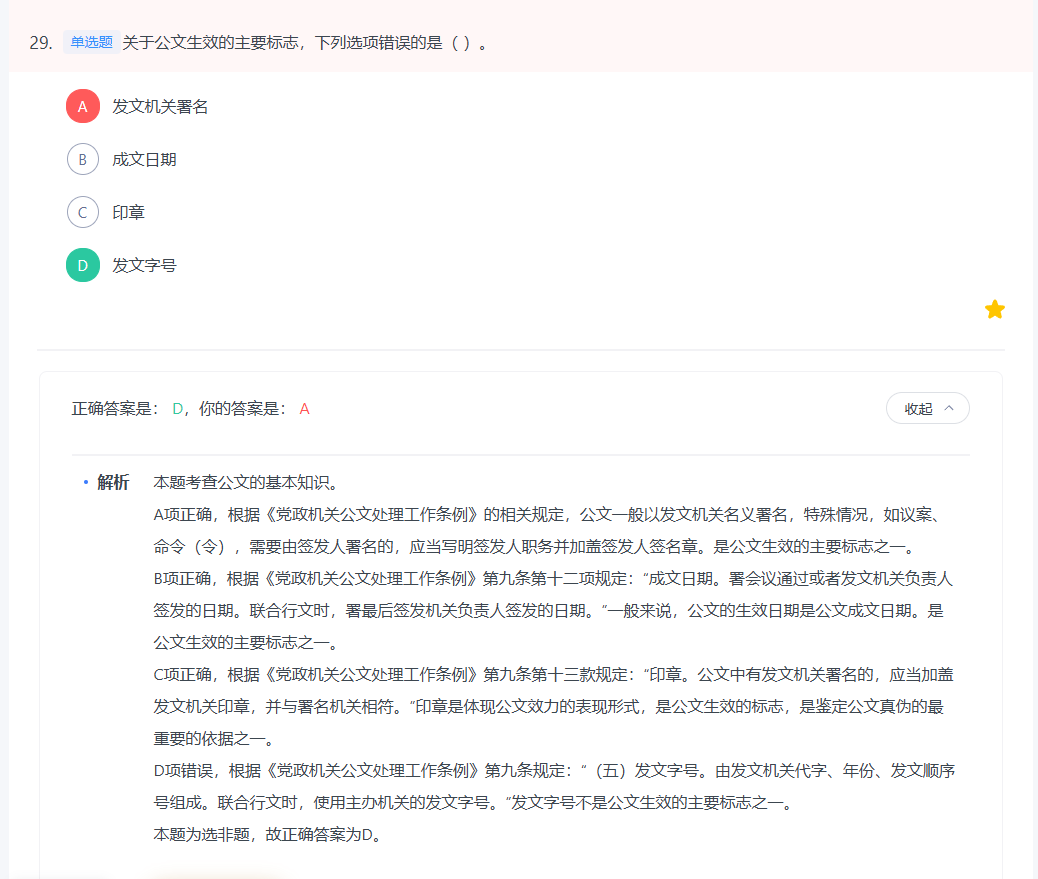 29. 单选题 关于公文生效的主要标志，下列选项错误的是（ ）。
A 发文机关署名
B 成文日期
C 印章
D 发文字号
正确答案是： D，你的答案是： A
收起
解析 本题考查公文的基本知识。
A项正确，根据《党政机关公文处理工作条例》的相关规定，公文一般以发文机关名义署名，特殊情况，如议案、
命令（令），需要由签发人署名的，应当写明签发人职务并加盖签发人签名章。是公文生效的主要标志之一。
B项正确，根据《党政机关公文处理工作条例》第九条第十二项规定：“成文日期。署会议通过或者发文机关负责人
签发的日期。联合行文时，署最后签发机关负责人签发的日期。”一般来说，公文的生效日期是公文成文日期。是
公文生效的主要标志之一。
C项正确，根据《党政机关公文处理工作条例》第九条第十三款规定：“印章。公文中有发文机关署名的，应当加盖
发文机关印章，并与署名机关相符。”印章是体现公文效力的表现形式，是公文生效的标志，是鉴定公文真伪的最
重要的依据之一。
D项错误，根据《党政机关公文处理工作条例》第九条规定：“（五）发文字号。由发文机关代字、年份、发文顺序
号组成。联合行文时，使用主办机关的发文字号。”发文字号不是公文生效的主要标志之一。
本题为选非题，故正确答案为D。